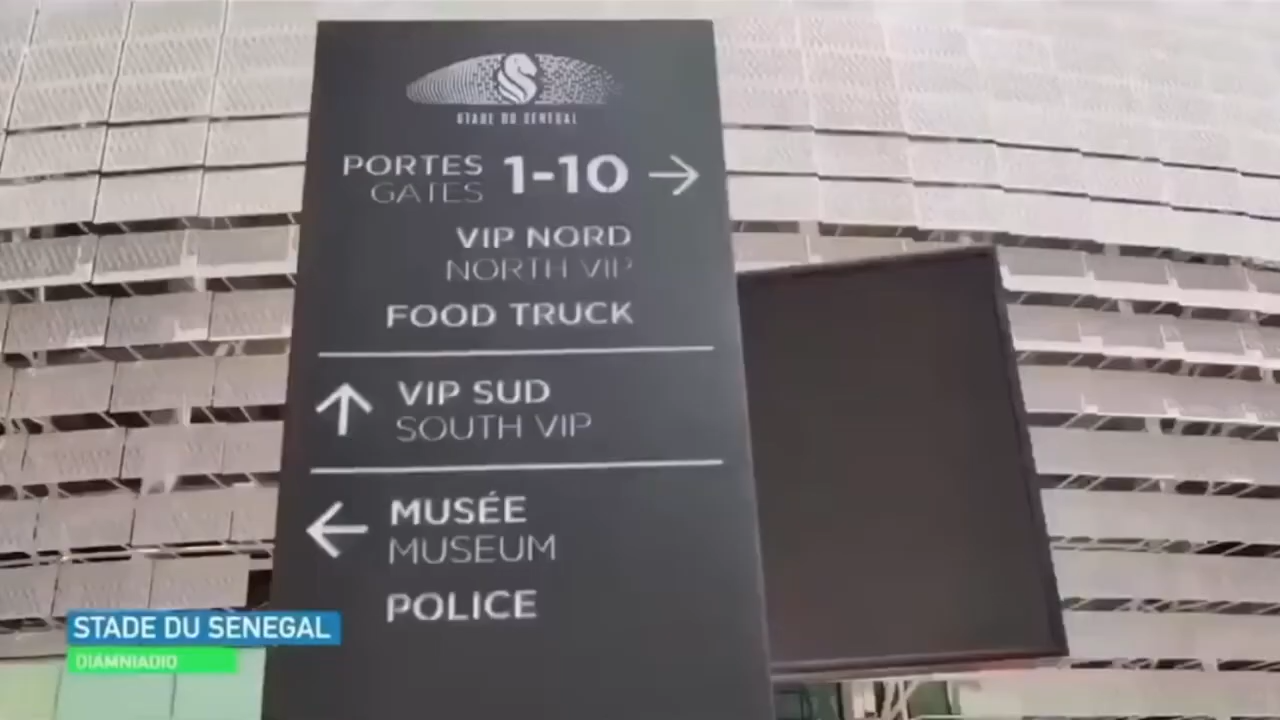 STADE DU SENEGAL
PORTES 1-10
GATES
VIP NORD
NORTH VIP
FOOD TRUCK
VIP SUD
SOUTH VIP
MUSÉE
MUSEUM
POLICE
STADE DU SENEGAL
DIAMNIADIO